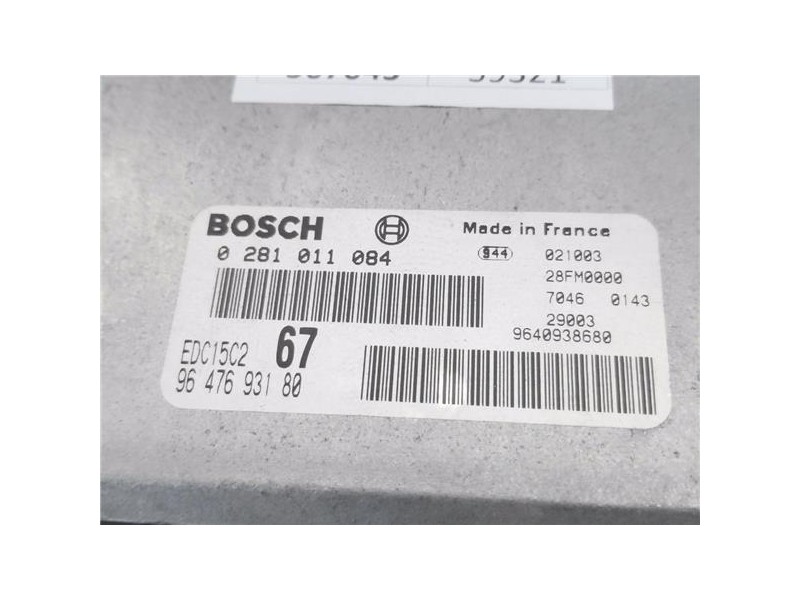 BOSCH Made in France
0 281 011 084 944 021003
28FM0000
7046 0143
29003
9640938680
EDC15C2 67
96 476 931 80